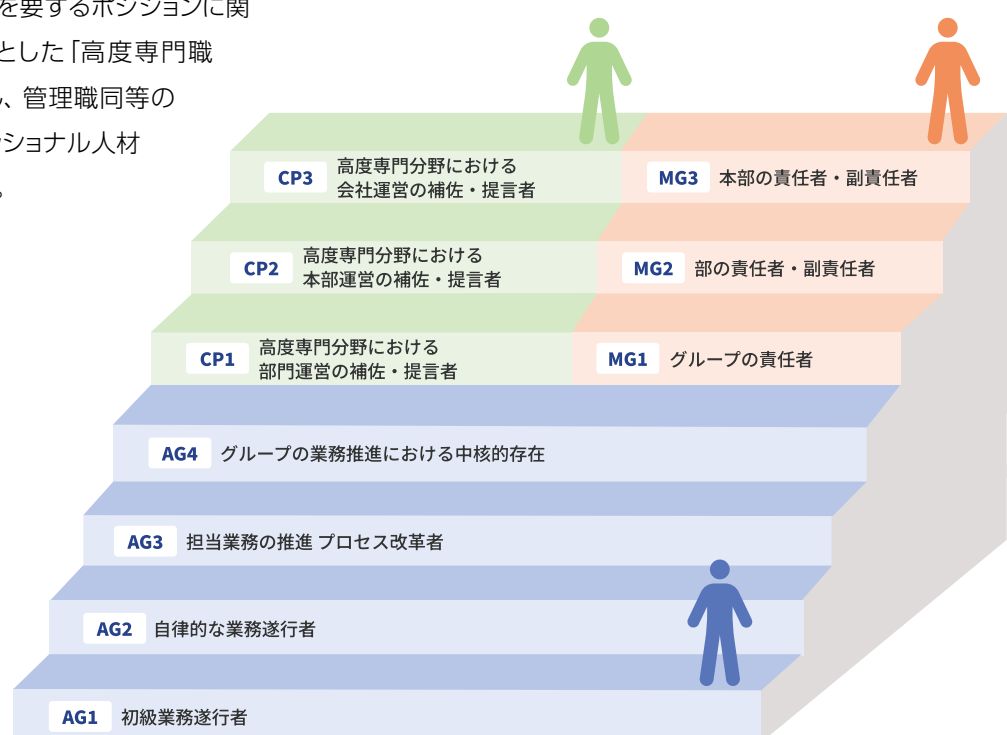 を要するポジションに関
とした「高度専門職
、管理職同等の
ショナル人材
。
CP3 高度専門分野における
会社運営の補佐・提言者
MG3 本部の責任者・副責任者
CP2 高度専門分野における
本部運営の補佐・提言者
MG2 部の責任者・副責任者
CP1 高度専門分野における
部門運営の補佐・提言者
MG1 グループの責任者
AG4 グループの業務推進における中核的存在
AG3 担当業務の推進 プロセス改革者
AG2 自律的な業務遂行者
AG1 初級業務遂行者